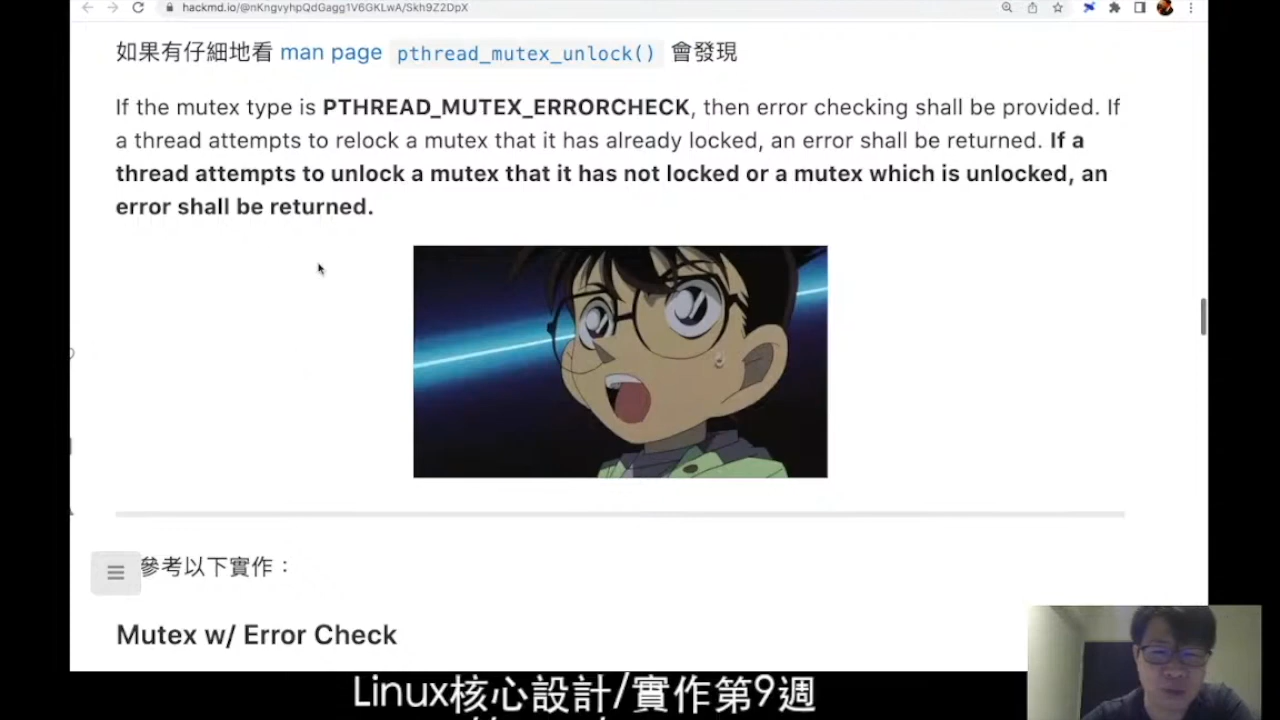 hackmd.io/@nKngvyhpQdGagg1V6GKLwA/Skh9Z2DpX
如果有仔細地看 man page pthread_mutex_unlock() 會發現
If the mutex type is PTHREAD_MUTEX_ERRORCHECK, then error checking shall be provided. If
a thread attempts to relock a mutex that it has already locked, an error shall be returned. If a
thread attempts to unlock a mutex that it has not locked or a mutex which is unlocked, an
error shall be returned.
參考以下實作：
Mutex w/ Error Check
Linux核心設計/實作第9週